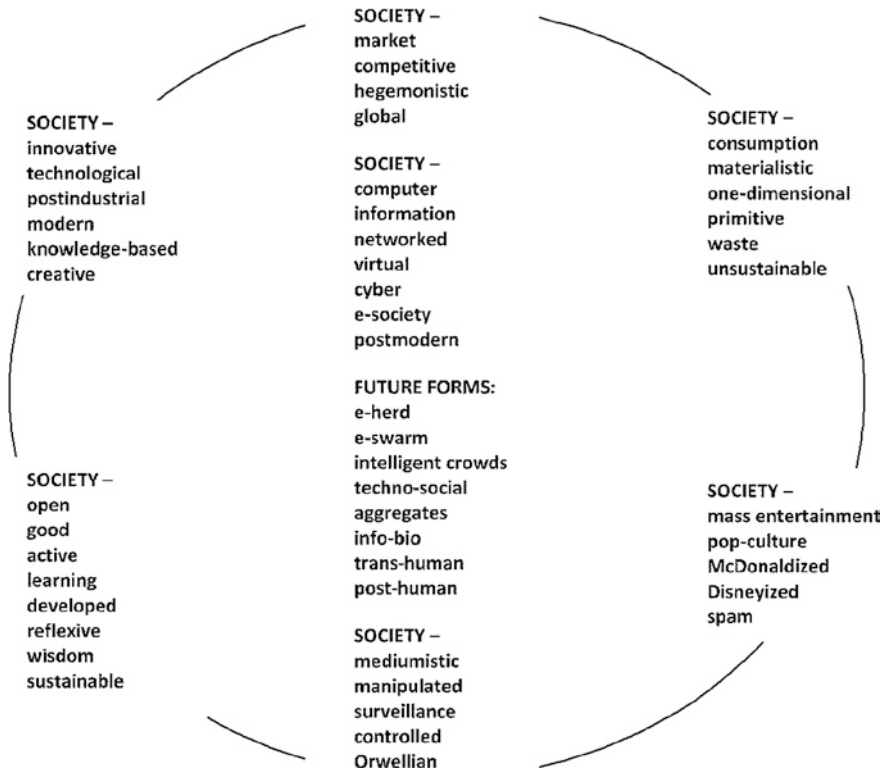 SOCIETY –
market
competitive
hegemonistic
global
SOCIETY –
innovative
technological
postindustrial
modern
knowledge-based
creative
SOCIETY –
computer
information
networked
virtual
cyber
e-society
postmodern
SOCIETY –
consumption
materialistic
one-dimensional
primitive
waste
unsustainable
FUTURE FORMS:
e-herd
e-swarm
intelligent crowds
techno-social
aggregates
info-bio
trans-human
post-human
SOCIETY –
open
good
active
learning
developed
reflexive
wisdom
sustainable
SOCIETY –
mediumistic
manipulated
surveillance
controlled
Orwellian
SOCIETY –
mass entertainment
pop-culture
McDonaldized
Disneyized
spam